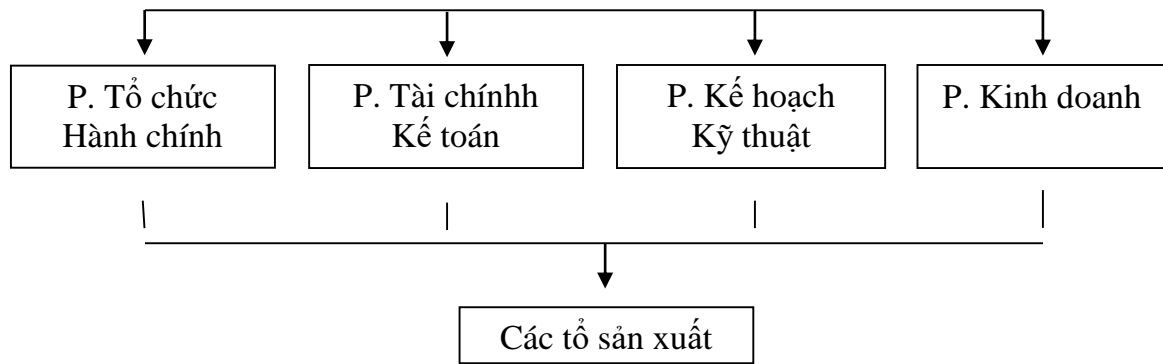 P. Tổ chức
Hành chính
P. Tài chínhh
Kế toán
P. Kế hoạch
Kỹ thuật
P. Kinh doanh
Các tổ sản xuất